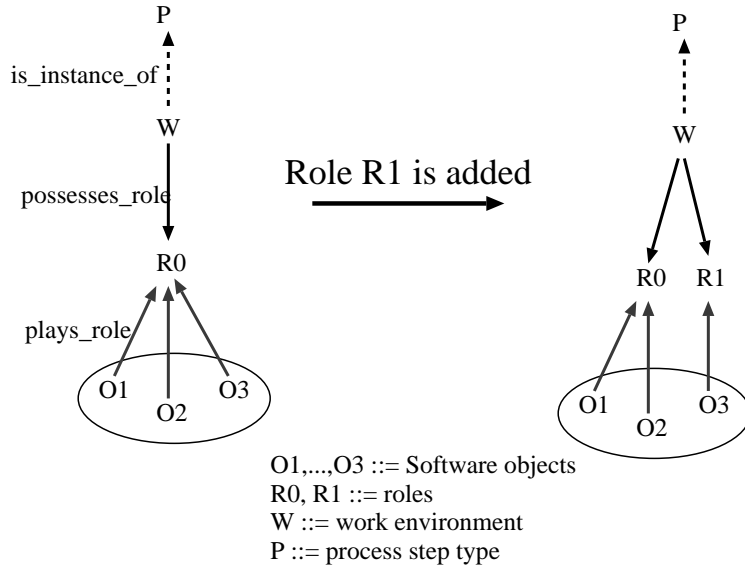 P
is_instance_of
W
possesses_role
R0
plays_role
O1
O2
O3
Role R1 is added
P
W
R0
R1
O1
O2
O3
O1,...,O3 ::= Software objects
R0, R1 ::= roles
W ::= work environment
P ::= process step type